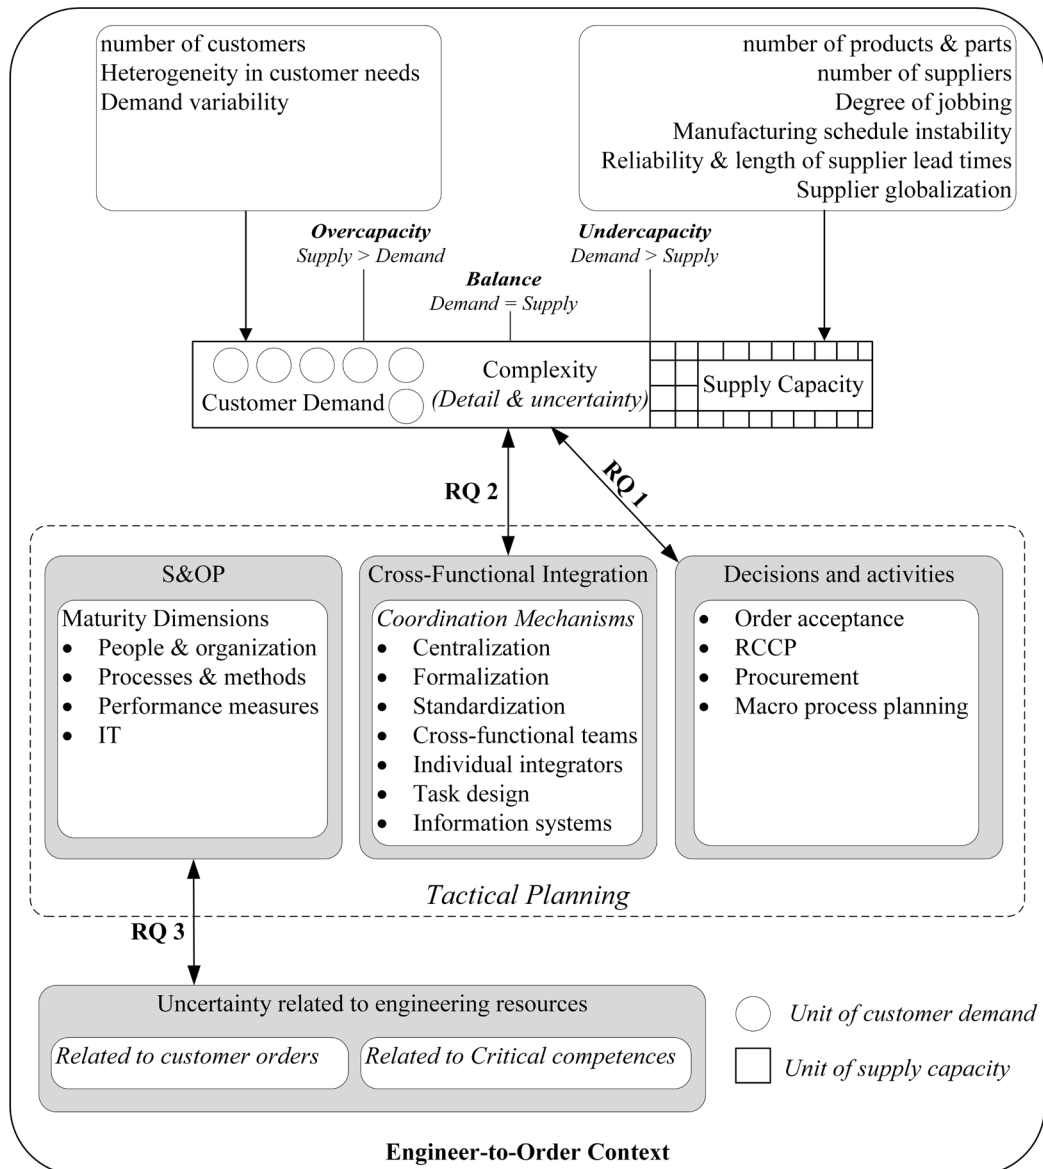 number of customers
Heterogeneity in customer needs
Demand variability
number of products & parts
number of suppliers
Degree of jobbing
Manufacturing schedule instability
Reliability & length of supplier lead times
Supplier globalization
Overcapacity
Supply > Demand
Undercapacity
Demand > Supply
Balance
Demand = Supply
Customer Demand
Complexity
(Detail & uncertainty)
Supply Capacity
RQ 2
RQ 1
S&OP
Maturity Dimensions
• People & organization
• Processes & methods
• Performance measures
• IT
Cross-Functional Integration
Coordination Mechanisms
• Centralization
• Formalization
• Standardization
• Cross-functional teams
• Individual integrators
• Task design
• Information systems
Decisions and activities
• Order acceptance
• RCCP
• Procurement
• Macro process planning
Tactical Planning
RQ 3
Uncertainty related to engineering resources
Related to customer orders
Related to Critical competences
Unit of customer demand
Unit of supply capacity
Engineer-to-Order Context